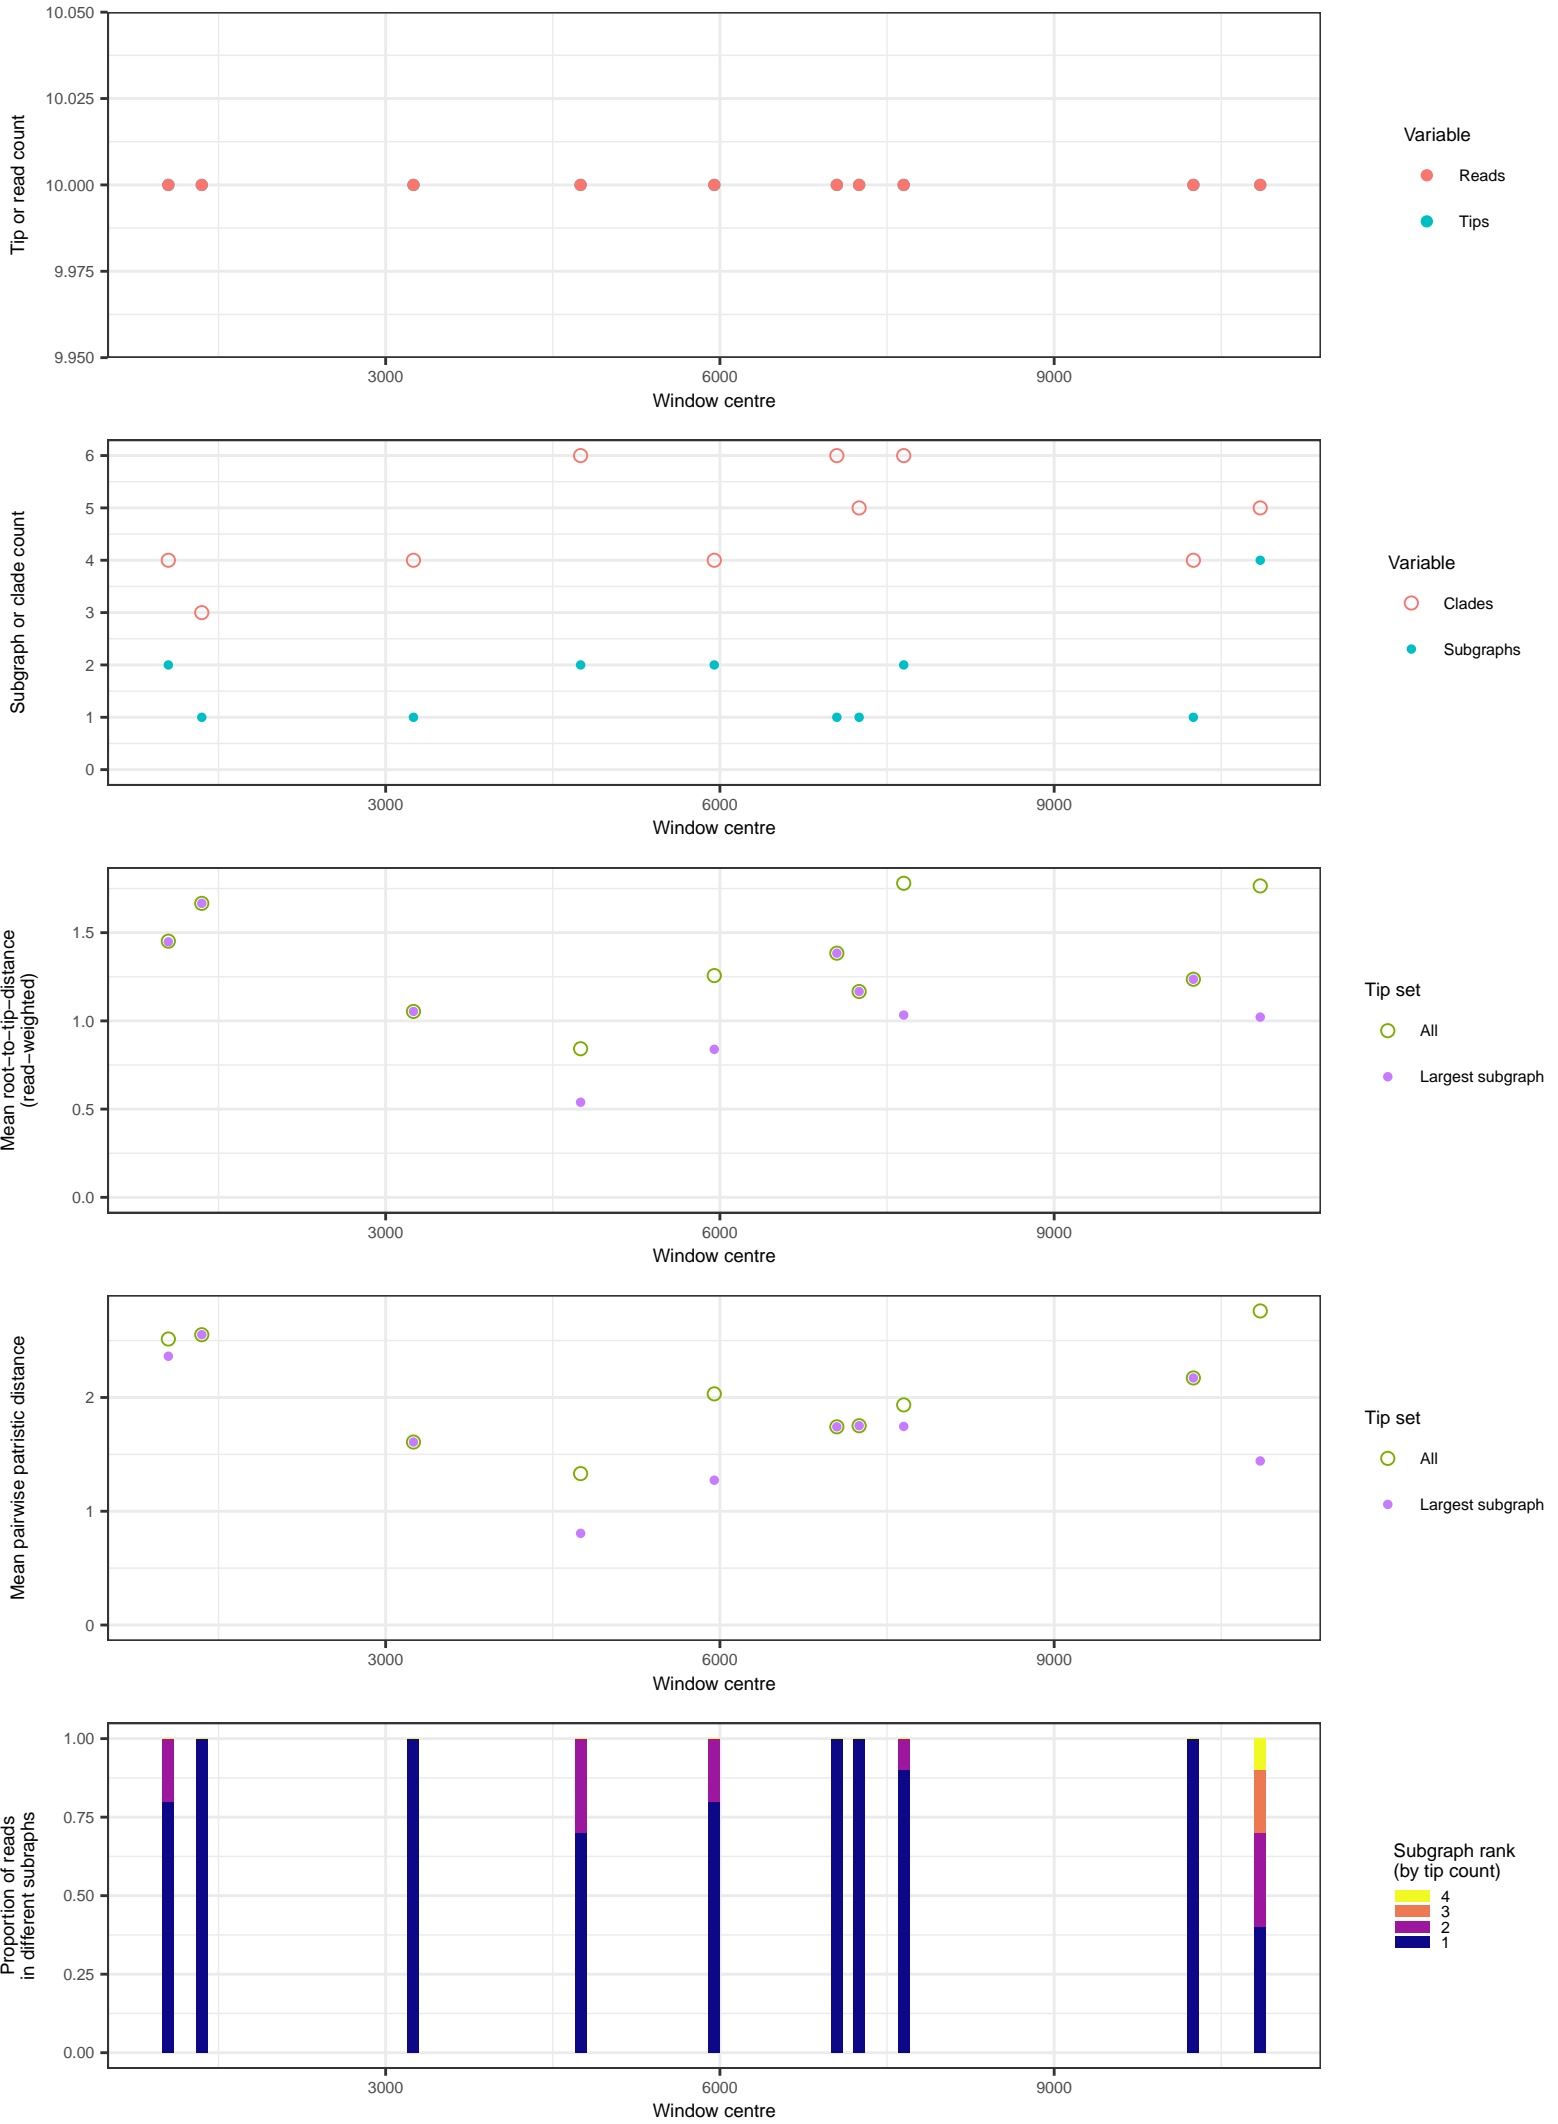 10.050
10.025
10.000
9.975
9.950
Tip or read count
3000
6000
9000
Window centre
Variable
Reads
Tips
6
5
4
3
2
1
0
Subgraph or clade count
3000
6000
9000
Window centre
Variable
Clades
Subgraphs
1.5
1.0
0.5
0.0
Mean root−to−tip−distance
(read−weighted)
3000
6000
9000
Window centre
Tip set
All
Largest subgraph
2
1
0
Mean pairwise patristic distance
3000
6000
9000
Window centre
Tip set
All
Largest subgraph
1.00
0.75
0.50
0.25
0.00
Proportion of reads
in different subraphs
3000
6000
9000
Window centre
Subgraph rank
(by tip count)
4
3
2
1